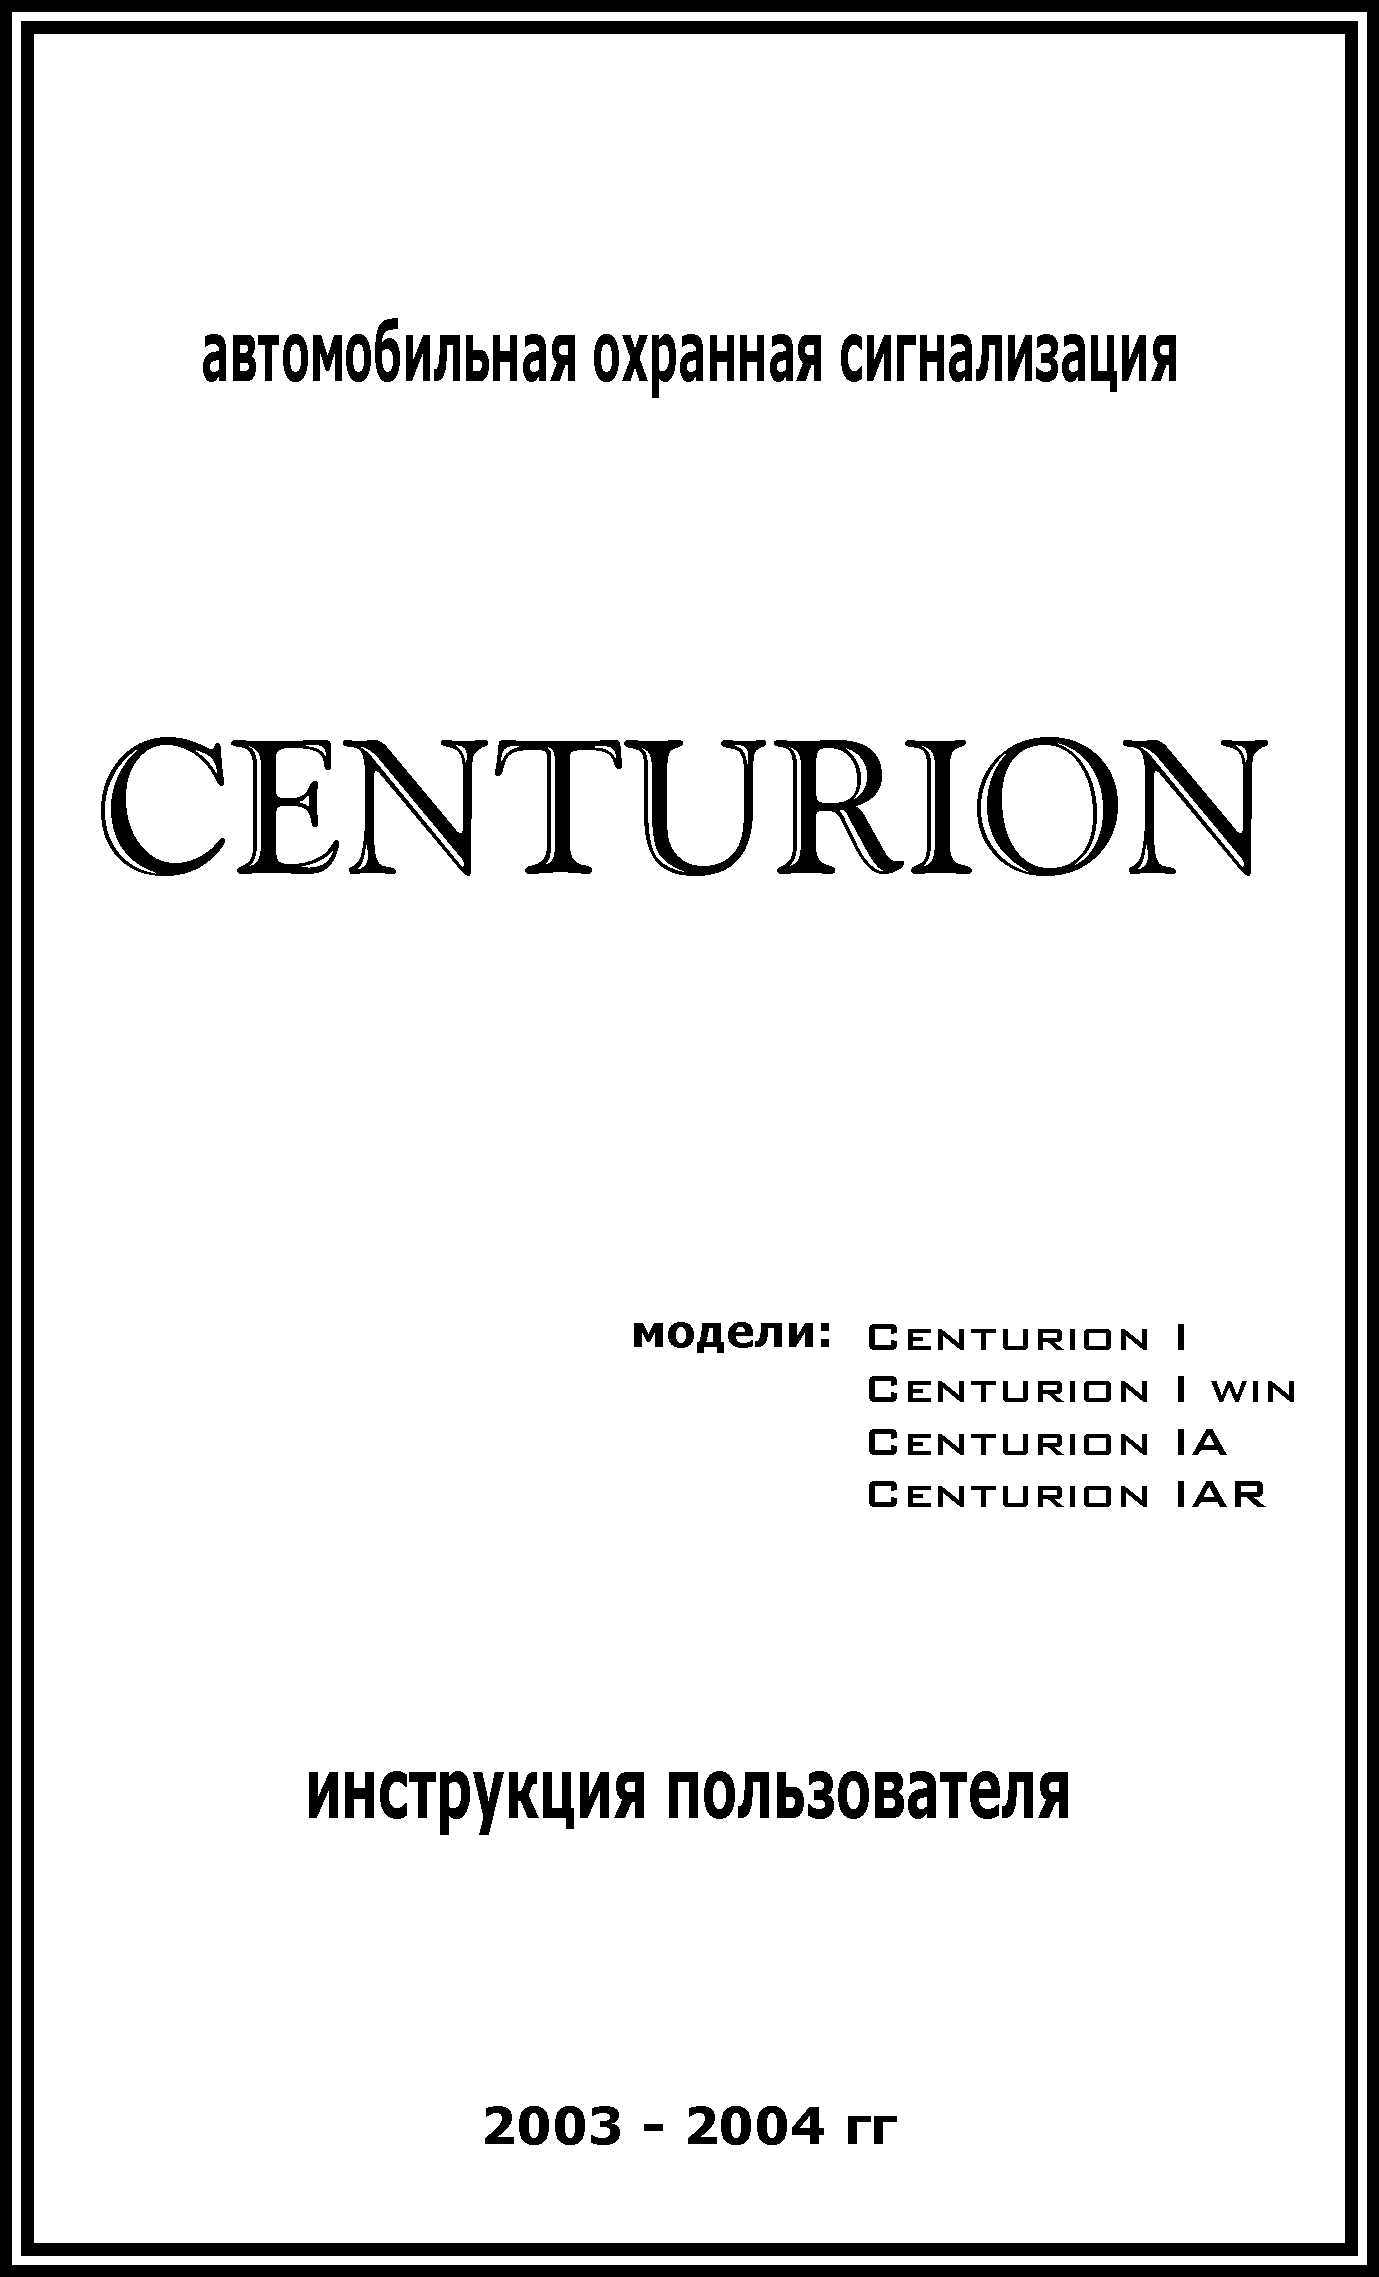 автомобильная охранная сигнализация
CENTURION
модели: Centurion I
Centurion I win
Centurion IA
Centurion IAR
инструкция пользователя
2003 - 2004 гг